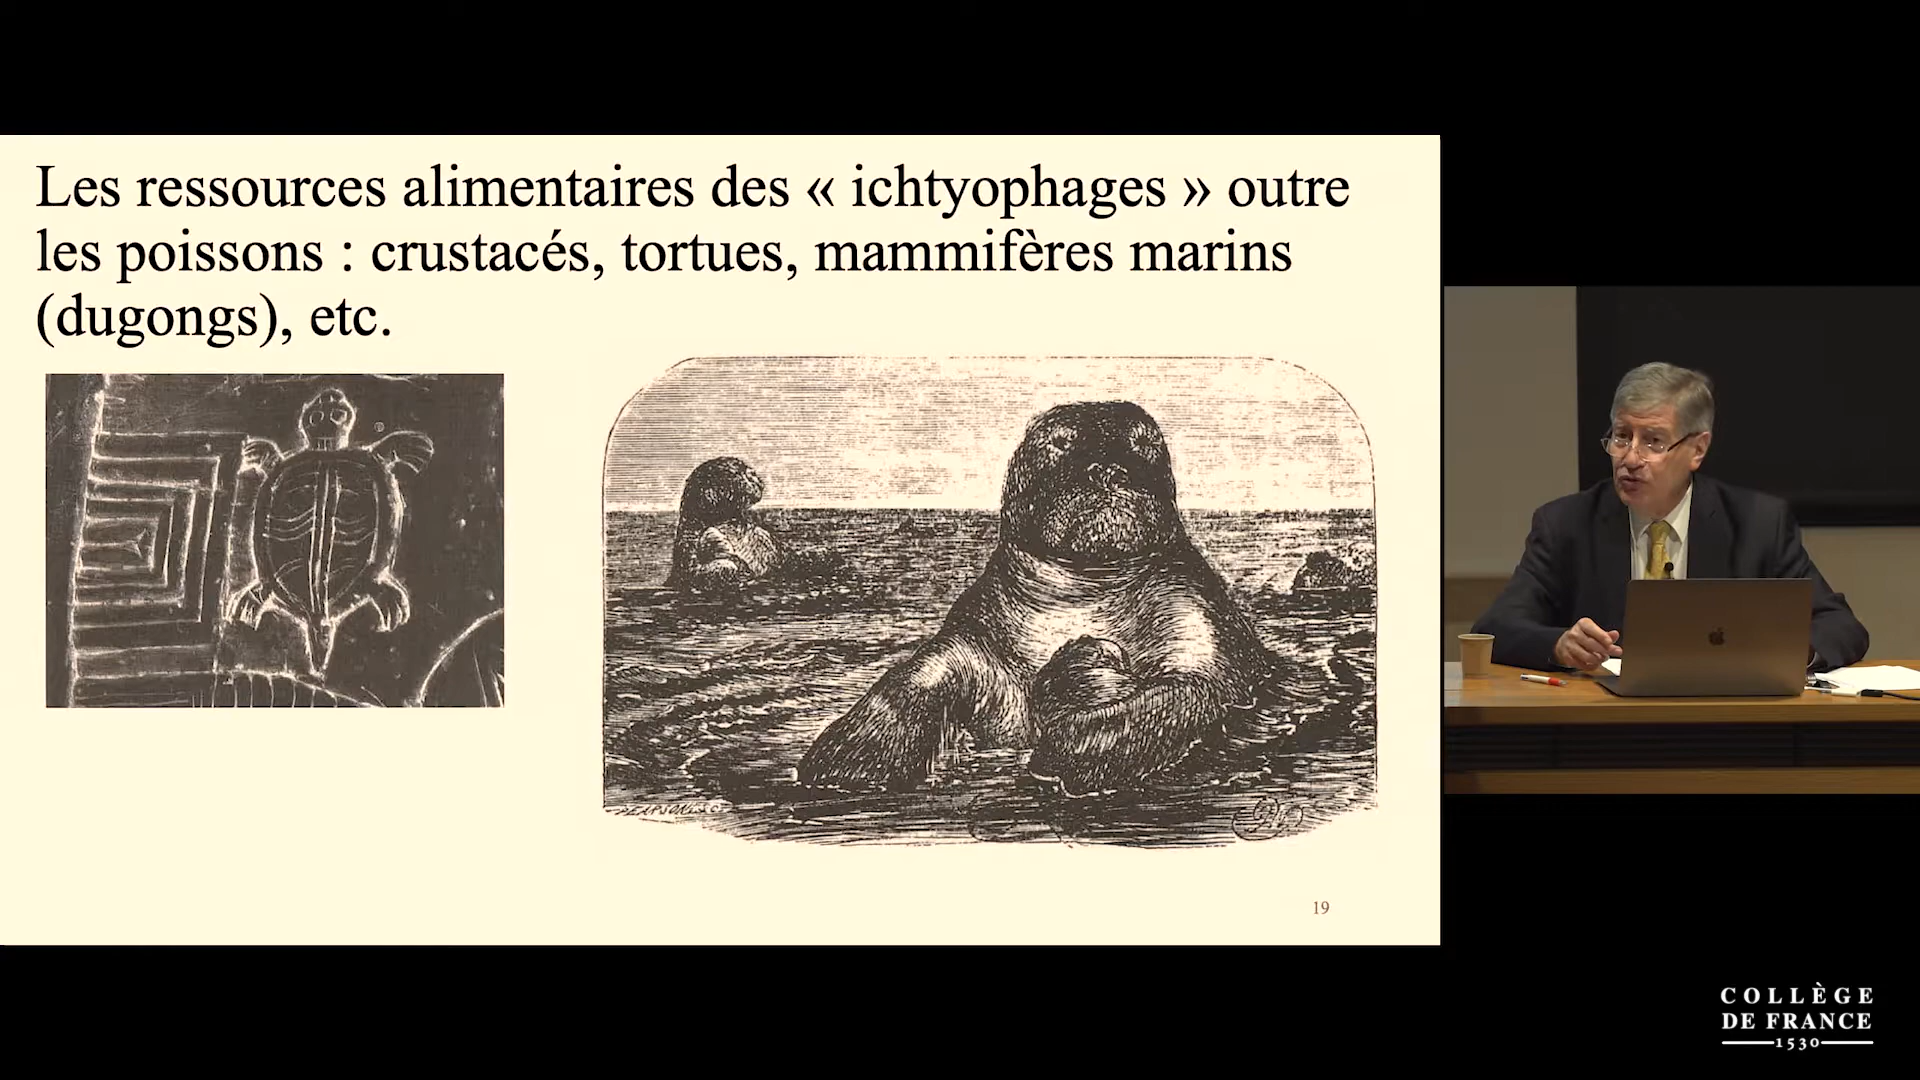 Les ressources alimentaires des « ichtyophages » outre
les poissons : crustacés, tortues, mammifères marins
(dugongs), etc.
19
COLLÈGE
DE FRANCE
1530